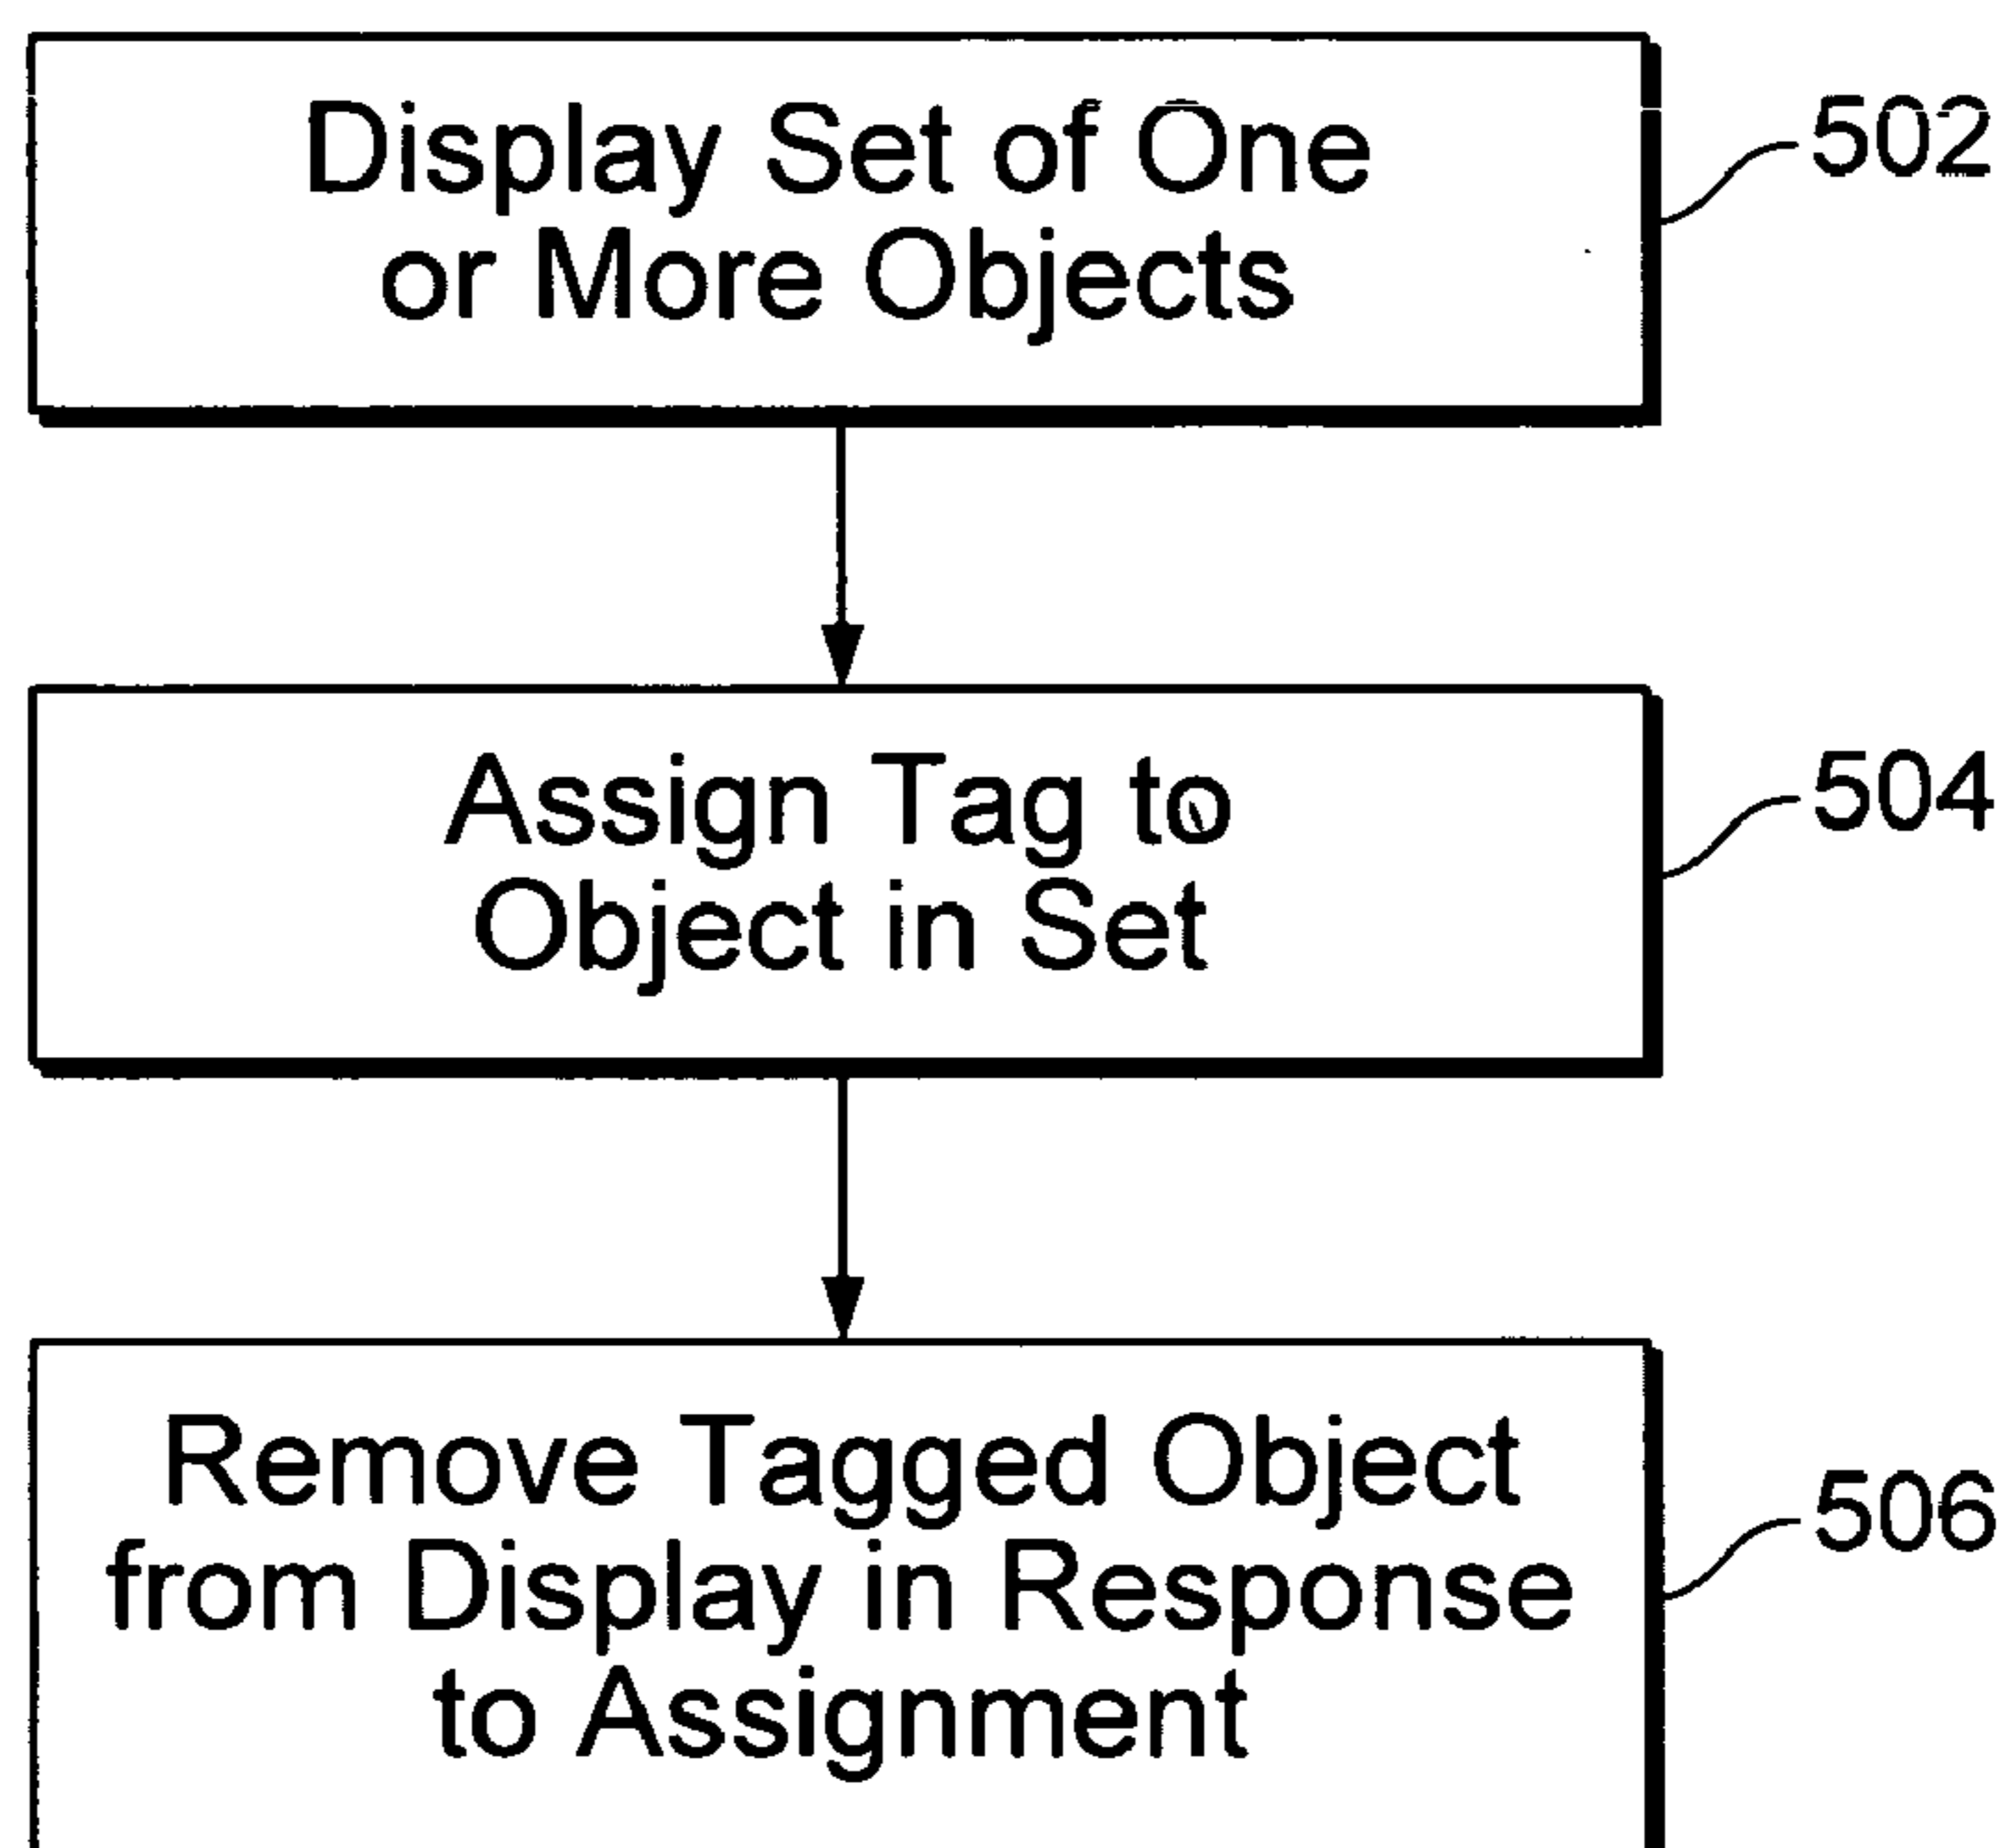 Display Set of One
or More Objects
502
Assign Tag to
Object in Set
504
Remove Tagged Object
from Display in Response
to Assignment
506